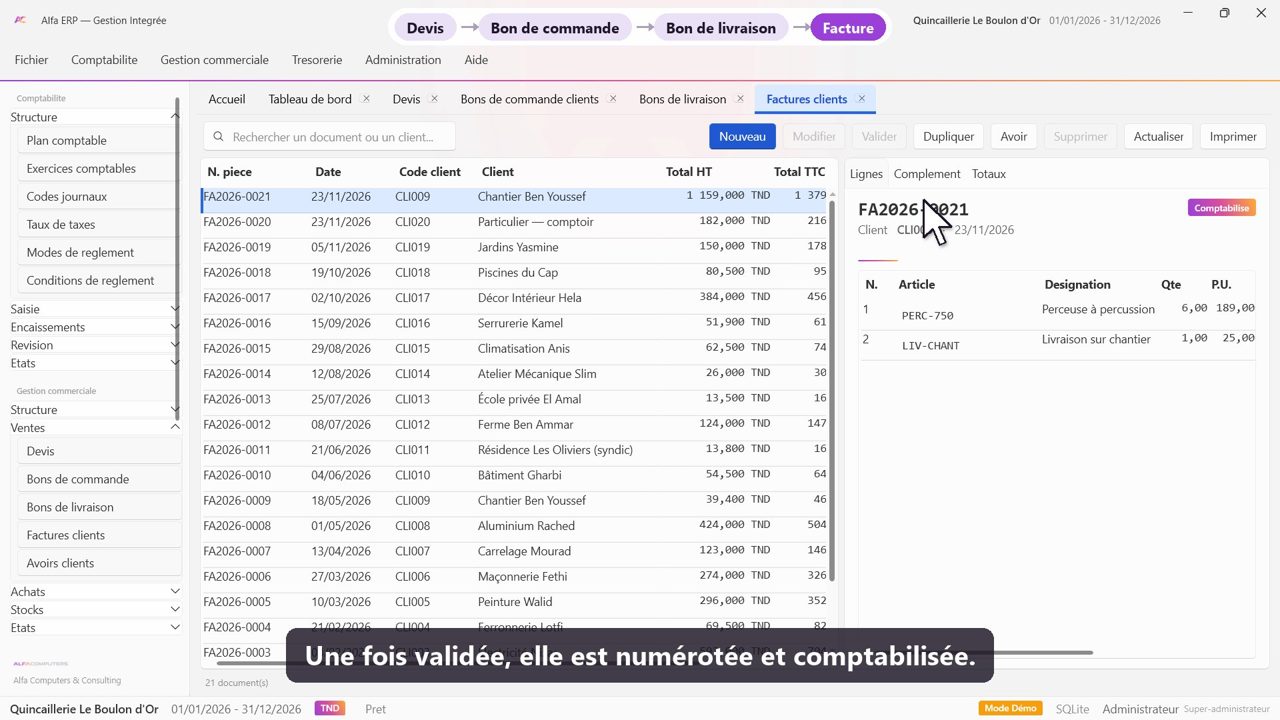 Alfa ERP — Gestion Intégrée
Devis
Bon de commande
Bon de livraison
Facture
Quincaillerie Le Boulon d'Or 01/01/2026 - 31/12/2026
Fichier Comptabilite Gestion commerciale Tresorerie Administration Aide
Comptabilite
Structure
Plan comptable
Exercices comptables
Codes journaux
Taux de taxes
Modes de reglement
Conditions de reglement
Saisie
Encaissements
Revision
Etats
Gestion commerciale
Structure
Ventes
Devis
Bons de commande
Bons de livraison
Factures clients
Avoirs clients
Achats
Stocks
Etats
ALFACOMPUTERS
Alfa Computers & Consulting
Accueil Tableau de bord Devis Bons de commande clients Bons de livraison Factures clients
Rechercher un document ou un client...
Nouveau Modifier Valider Dupliquer Avoir Supprimer Actualiser Imprimer
N. piece Date Code client Client Total HT Total TTC
FA2026-0021 23/11/2026 CLI009 Chantier Ben Youssef 1 159,000 TND 1 379
FA2026-0020 23/11/2026 CLI020 Particulier — comptoir 182,000 TND 216
FA2026-0019 05/11/2026 CLI019 Jardins Yasmine 150,000 TND 178
FA2026-0018 19/10/2026 CLI018 Piscines du Cap 80,500 TND 95
FA2026-0017 02/10/2026 CLI017 Décor Intérieur Hela 384,000 TND 456
FA2026-0016 15/09/2026 CLI016 Serrurerie Kamel 51,900 TND 61
FA2026-0015 29/08/2026 CLI015 Climatisation Anis 62,500 TND 74
FA2026-0014 12/08/2026 CLI014 Atelier Mécanique Slim 26,000 TND 30
FA2026-0013 25/07/2026 CLI013 École privée El Amal 13,500 TND 16
FA2026-0012 08/07/2026 CLI012 Ferme Ben Ammar 124,000 TND 147
FA2026-0011 21/06/2026 CLI011 Résidence Les Oliviers (syndic) 13,800 TND 16
FA2026-0010 04/06/2026 CLI010 Bâtiment Gharbi 54,500 TND 64
FA2026-0009 18/05/2026 CLI009 Chantier Ben Youssef 39,400 TND 46
FA2026-0008 01/05/2026 CLI008 Aluminium Rached 424,000 TND 504
FA2026-0007 13/04/2026 CLI007 Carrelage Mourad 123,000 TND 146
FA2026-0006 27/03/2026 CLI006 Maçonnerie Fethi 274,000 TND 326
FA2026-0005 10/03/2026 CLI005 Peinture Walid 296,000 TND 352
FA2026-0004 21/02/2026 CLI004 Ferronnerie Lotfi 69,500 TND 82
FA2026-0003
21 document(s)
Lignes Complement Totaux
FA2026-0021
Comptabilise
Client 23/11/2026
N. Article Designation Qte P.U.
1 PERC-750 Perceuse à percussion 6,00 189,00
2 LIV-CHANT Livraison sur chantier 1,00 25,00
Une fois validée, elle est numérotée et comptabilisée.
Quincaillerie Le Boulon d'Or 01/01/2026 - 31/12/2026 TND Pret
Mode Démo SQLite Administrateur Super-administrateur